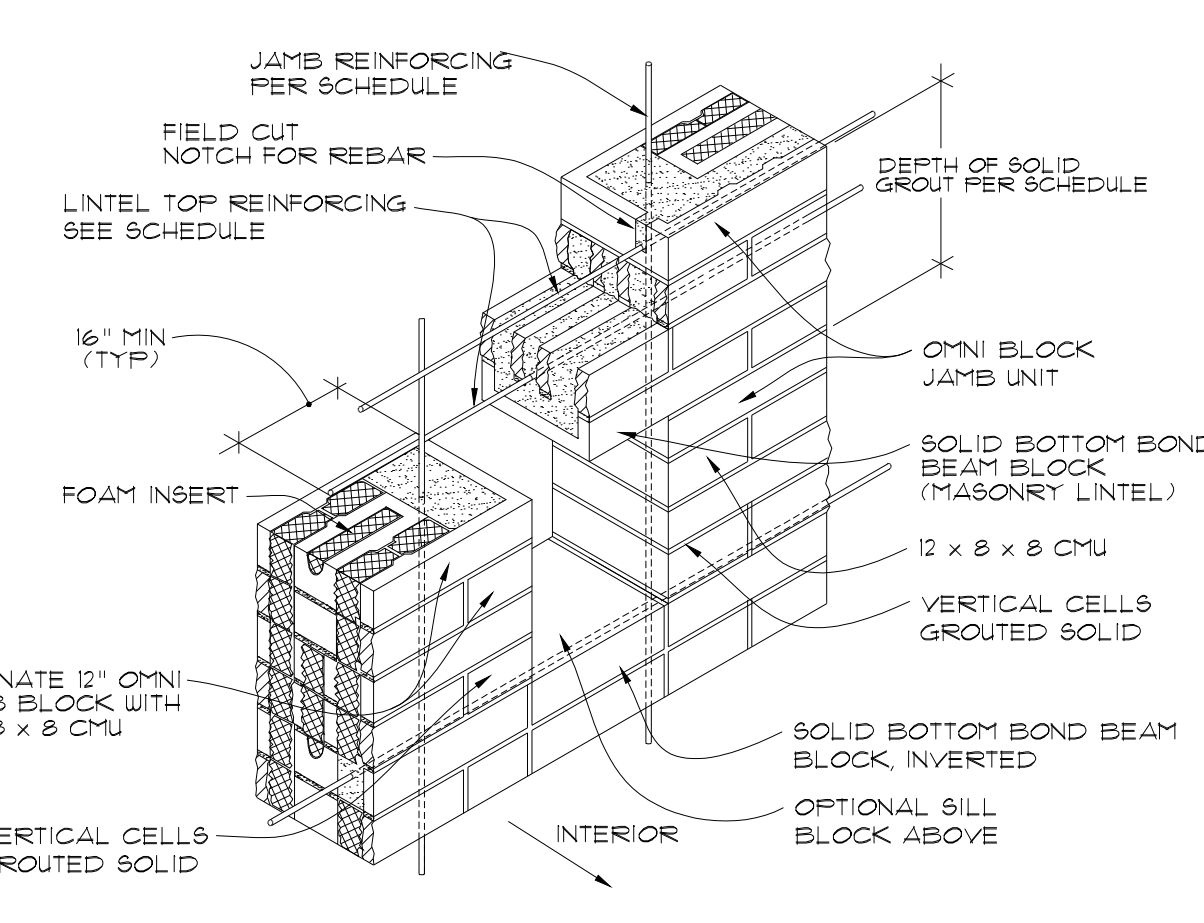 JAMB REINFORCING
PER SCHEDULE
FIELD CUT
NOTCH FOR REBAR
LINTEL TOP REINFORCING
SEE SCHEDULE
DEPTH OF SOLID
GROUT PER SCHEDULE
16" MIN
(TYP)
OMNI BLOCK
JAMB UNIT
SOLID BOTTOM BOND
BEAM BLOCK
(MASONRY LINTEL)
FOAM INSERT
12 x 8 x 8 CMU
VERTICAL CELLS
GROUTED SOLID
NATE 12" OMNI
BLOCK WITH
x 8 CMU
SOLID BOTTOM BOND BEAM
BLOCK, INVERTED
OPTIONAL SILL
BLOCK ABOVE
INTERIOR
ERTICAL CELLS
ROUTED SOLID